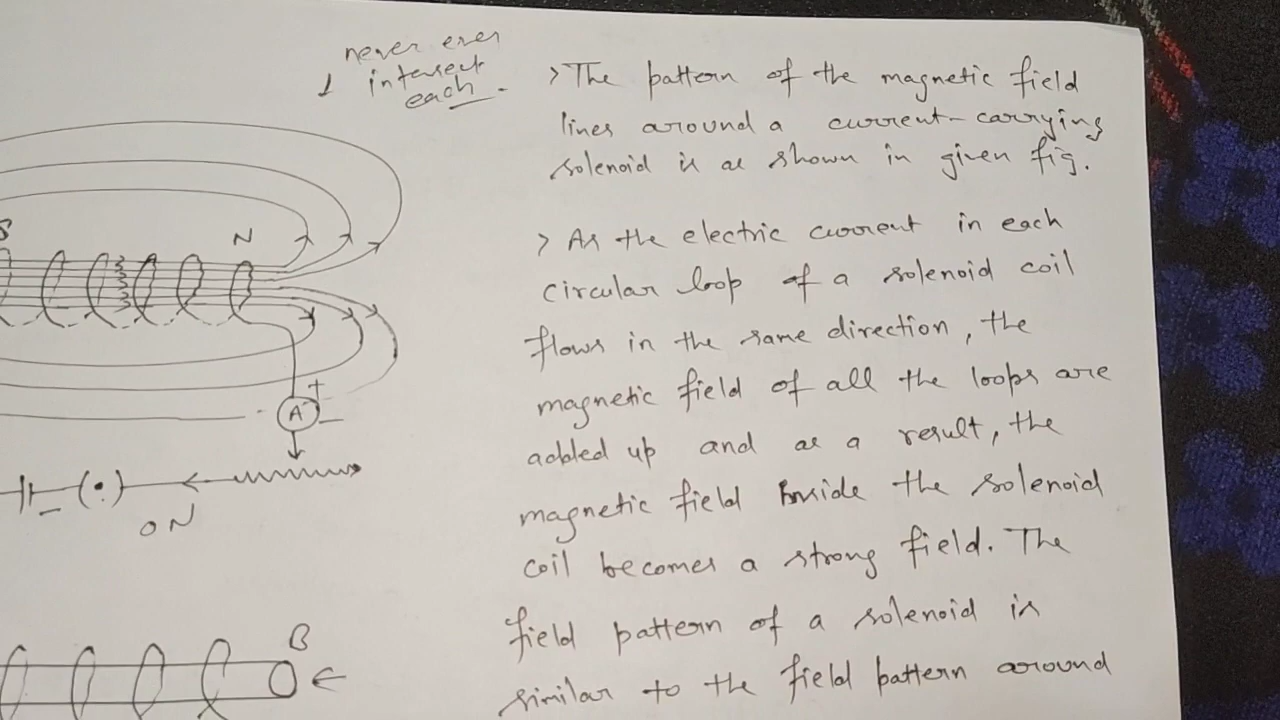 never ever
intersect
each.
> The pattern of the magnetic field
lines around a current-carrying
solenoid is as shown in given fig.
> As the electric current in each
circular loop of a solenoid coil
flows in the same direction, the
magnetic field of all the loops are
added up and as a result, the
magnetic field inside the solenoid
coil becomes a strong field. The
field pattern of a solenoid is
similar to the field pattern around
S
N
+
A
-
-
ON
B